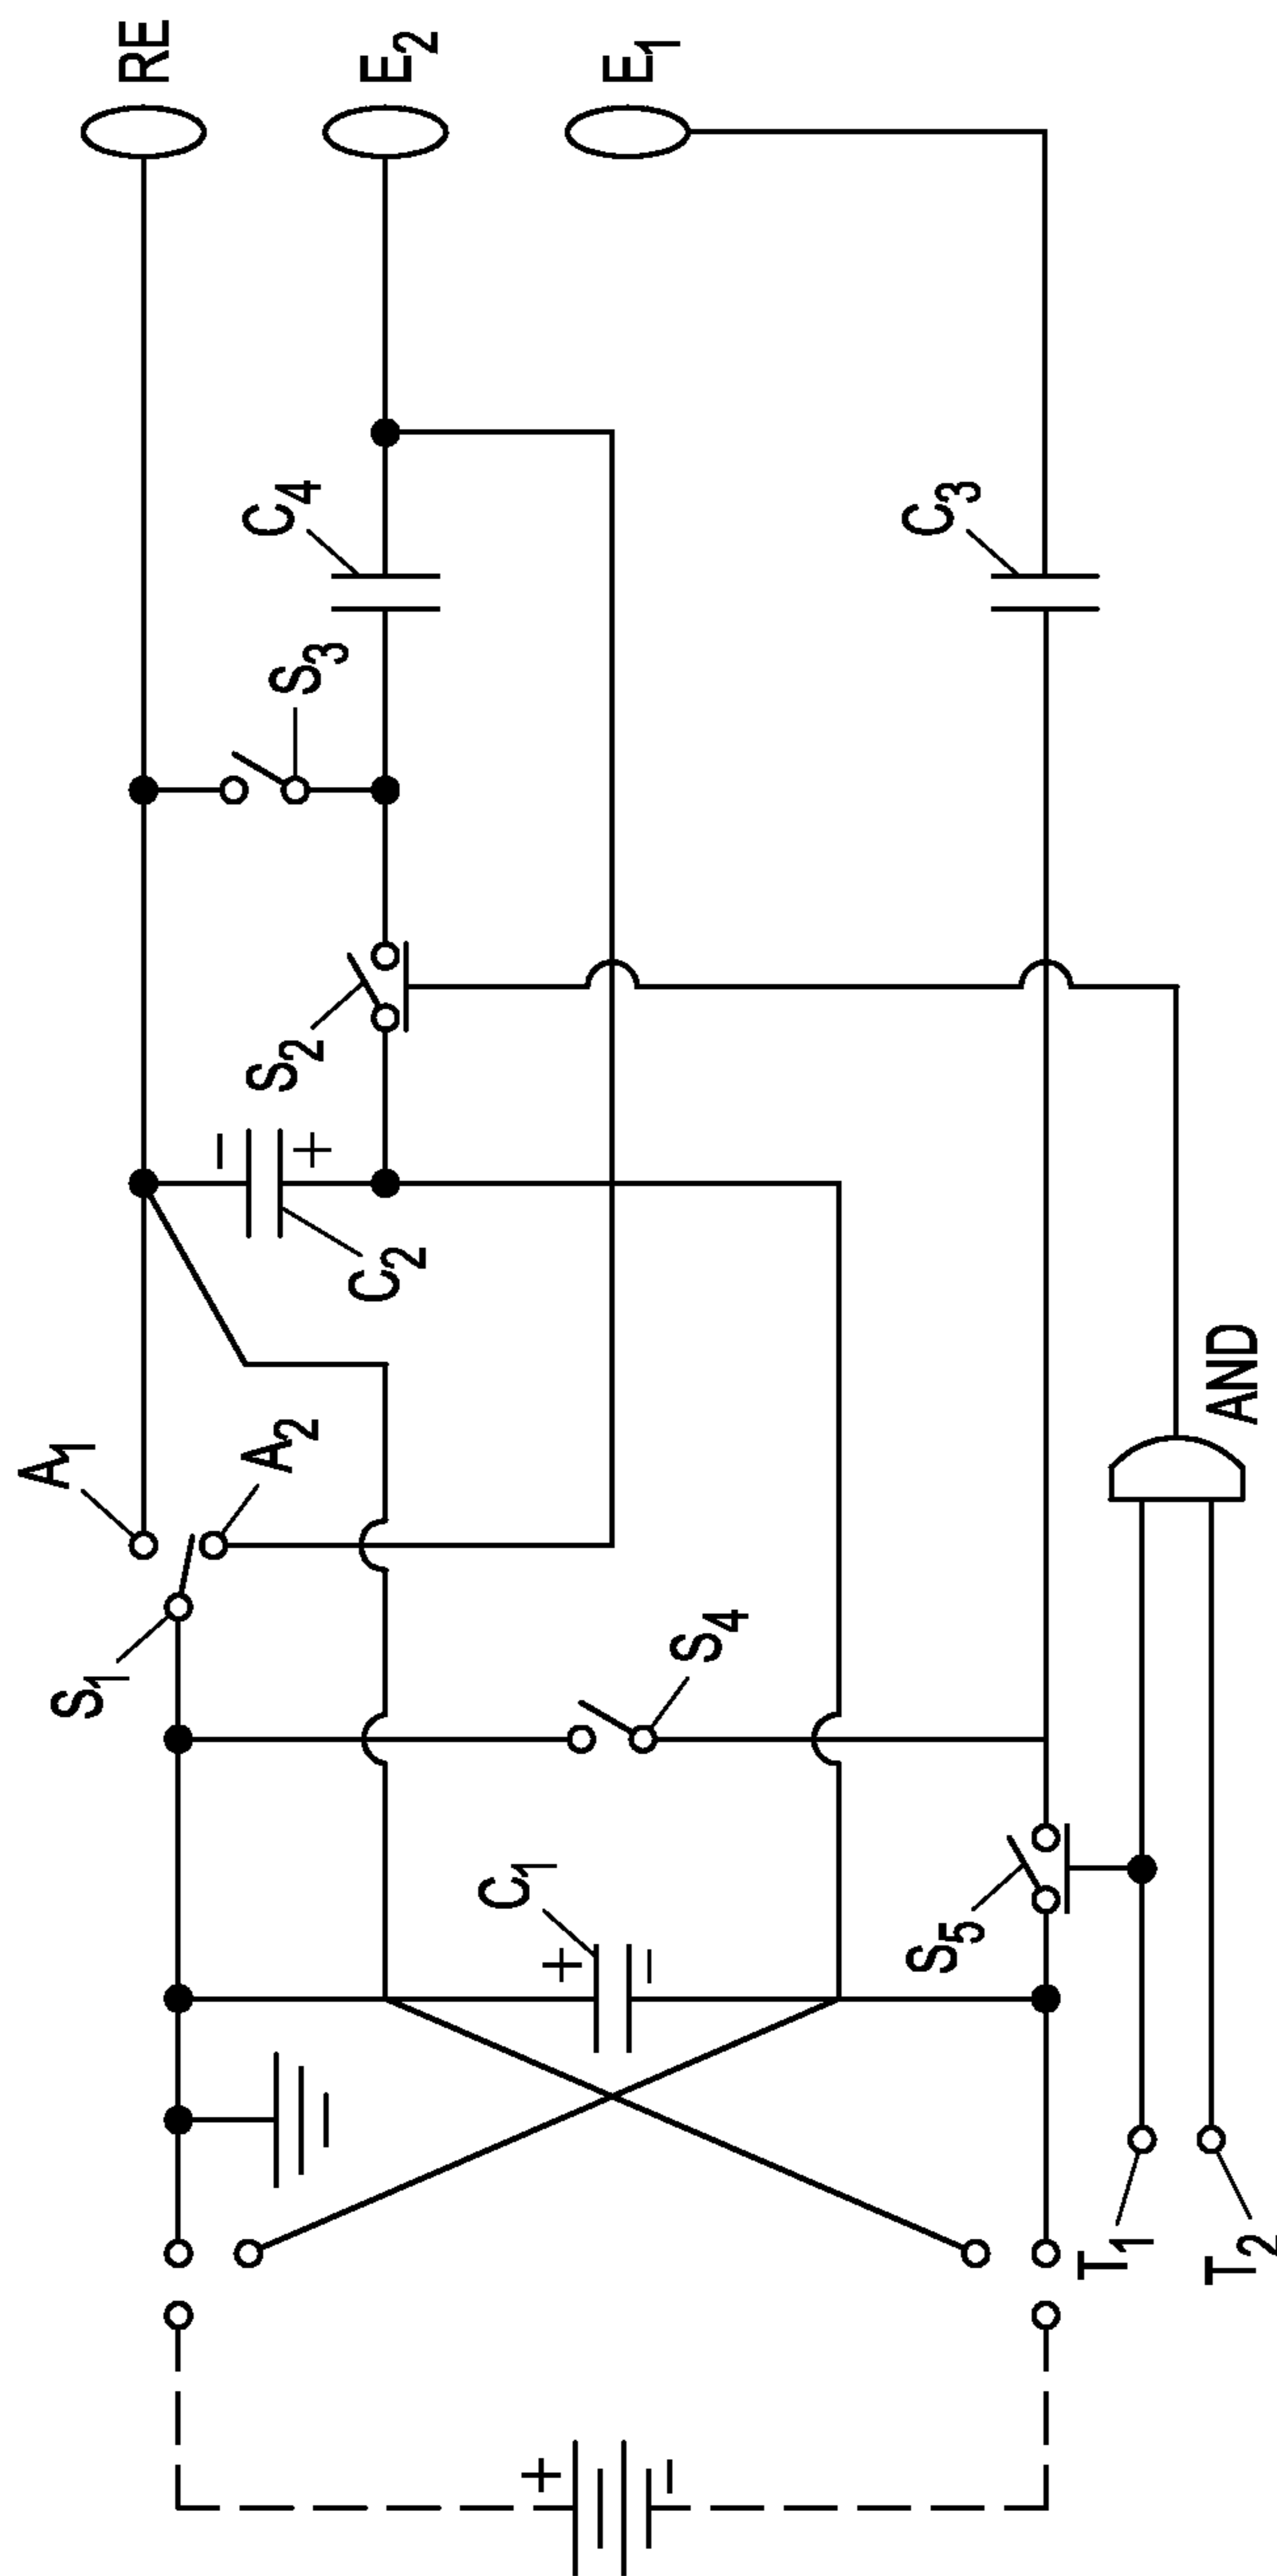 RE
E2
E1
C4
C3
S3
S2
C2
A1
A2
AND
S1
S4
C1
S5
T1
T2
+
−
+
−
+
−